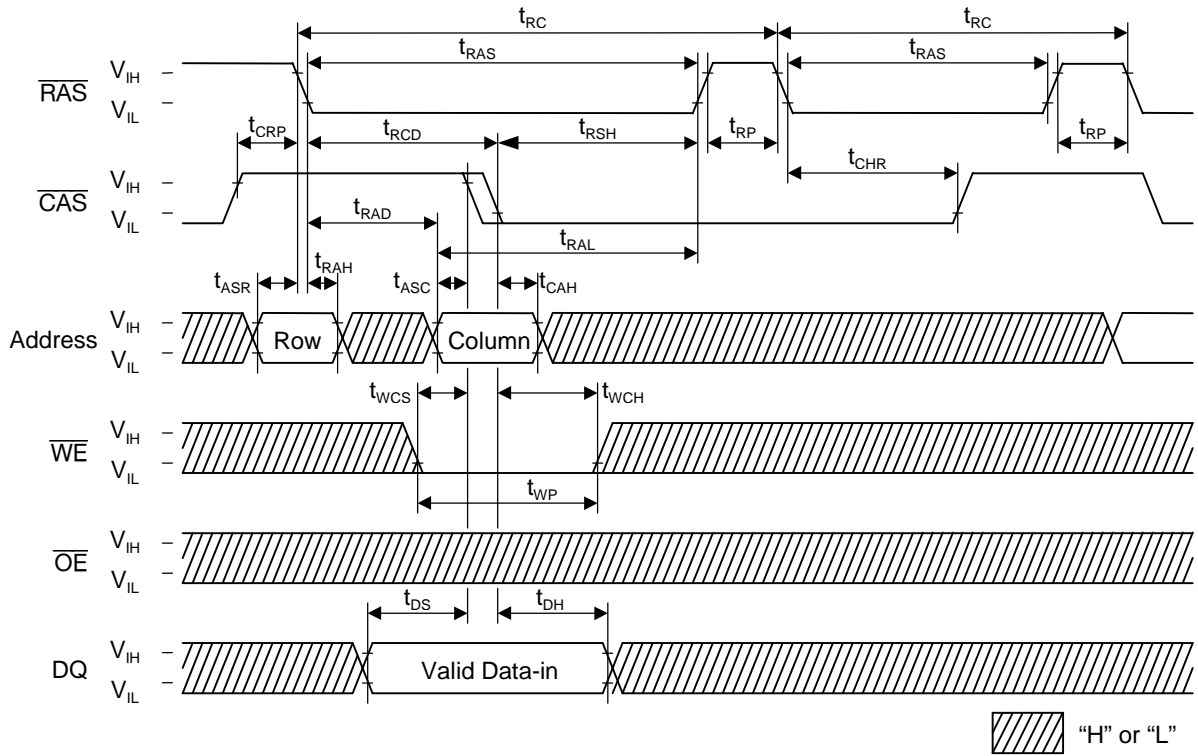 tRC tRC
tRAS tRAS
RAS VIH
VIL
tCRP tRCD tRSH tRP tCHR tRP
CAS VIH
VIL
tRAD
tRAL
tASR tRAH tASC tCAH
Address VIH
VIL
Row Column
tWCS tWCH
WE VIH
VIL
tWP
OE VIH
VIL
tDS tDH
DQ VIH
VIL
Valid Data-in
“H” or “L”